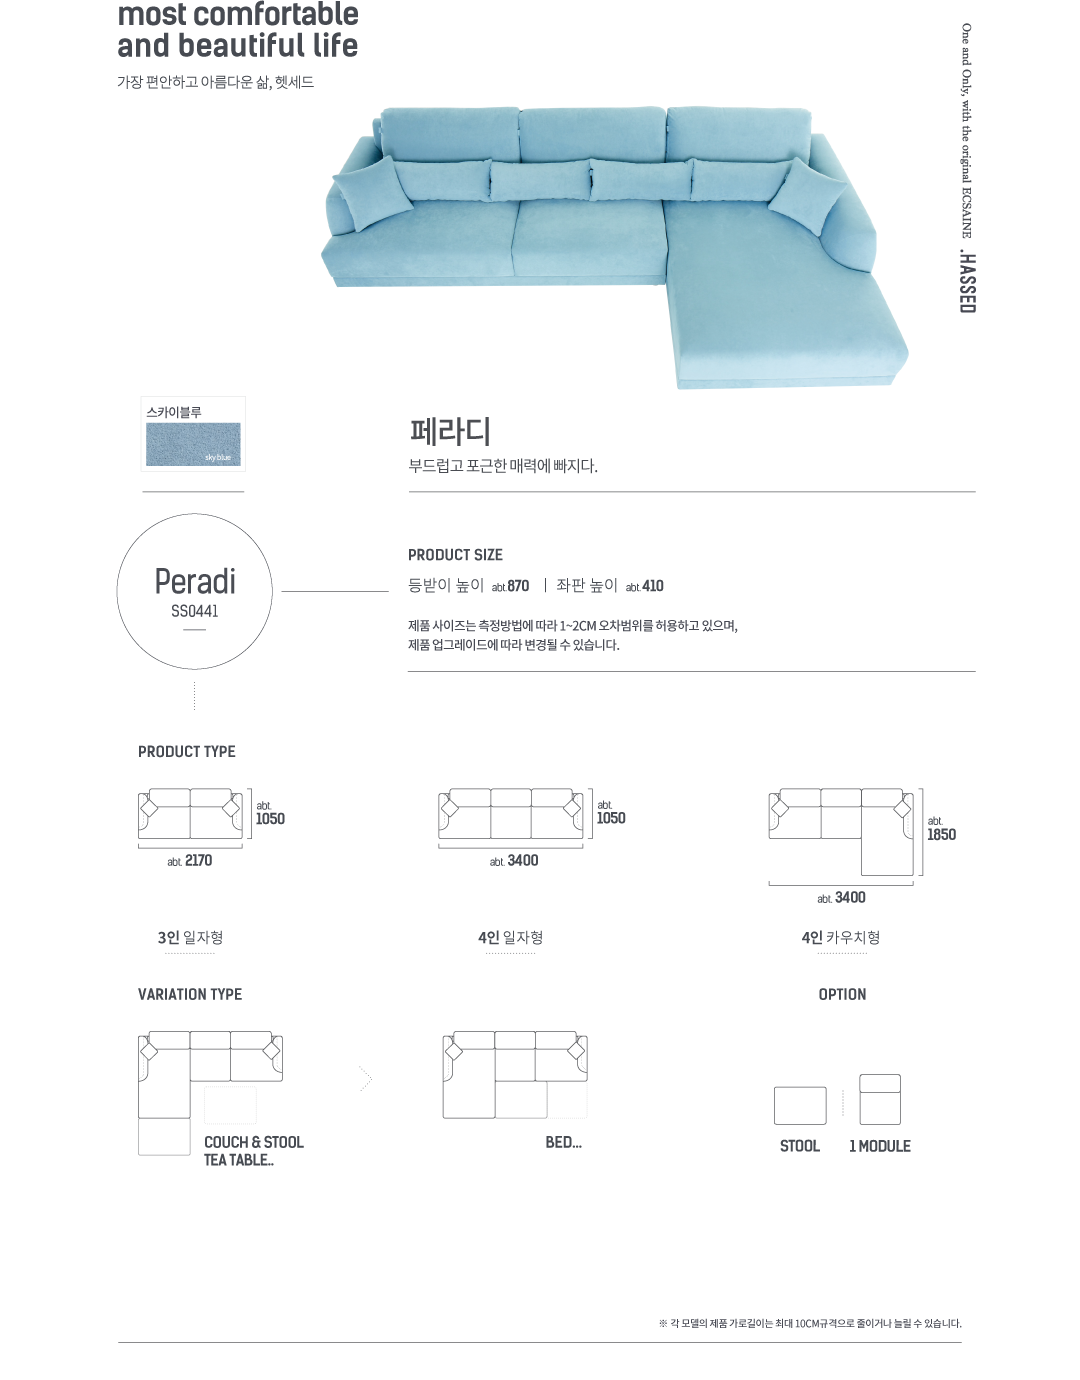 most comfortable
and beautiful life
가장 편안하고 아름다운 삶, 헷세드
One and Only, with the original ECSAINE .HASSED
스카이블루
sky.blue
페라디
부드럽고 포근한 매력에 빠지다.
Peradi
SS0441
PRODUCT SIZE
등받이 높이 abt.870 | 좌판 높이 abt.410
제품 사이즈는 측정방법에 따라 1~2CM 오차범위를 허용하고 있으며,
제품 업그레이드에 따라 변경될 수 있습니다.
PRODUCT TYPE
abt.
1050
abt. 2170
3인 일자형
abt.
1050
abt. 3400
4인 일자형
abt.
1850
abt. 3400
4인 카우치형
VARIATION TYPE
COUCH & STOOL
TEA TABLE..
BED...
OPTION
STOOL
1 MODULE
※ 각 모델의 제품 가로길이는 최대 10CM규격으로 줄이거나 늘릴 수 있습니다.